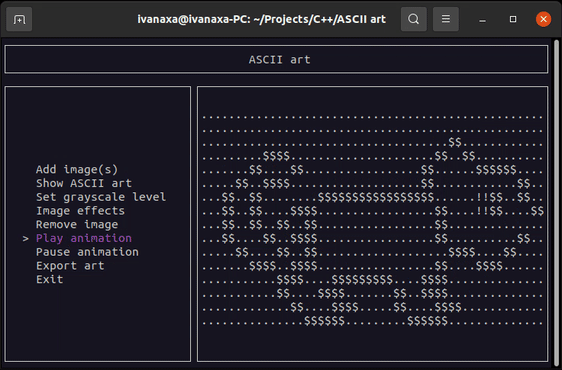 ivanaxa@ivanaxa-PC: ~/Projects/C++/ASCII art
ASCII art
Add image(s)
Show ASCII art
Set grayscale level
Image effects
Remove image
> Play animation
Pause animation
Export art
Exit
..................................................
..................................................
....................................$$............
.........$$$$.....................$$..$$..........
.......$$..$$...................$$......$$$$$$....
.....$$..$$$$...................$$............$$..
...$$..$$........$$$$$$$$$$$$$$$$$......!!$$..$$..
...$$..$$....$$$$.................$$....!!$$....$$
...$$..$$..$$..$$.................$$..............
...$$....$$..$$$$.................$$..........$$..
.....$$....$$..$$...................$$$$....$$....
.......$$$$..$$$$.................$$....$$$$......
...........$$$$....$$$$$$$$$....$$$$..............
...........$$....$$$$.......$$..$$$$..............
.............$$....$$$$.....$$....$$$$............
...............$$$$$$.........$$$$$$..............